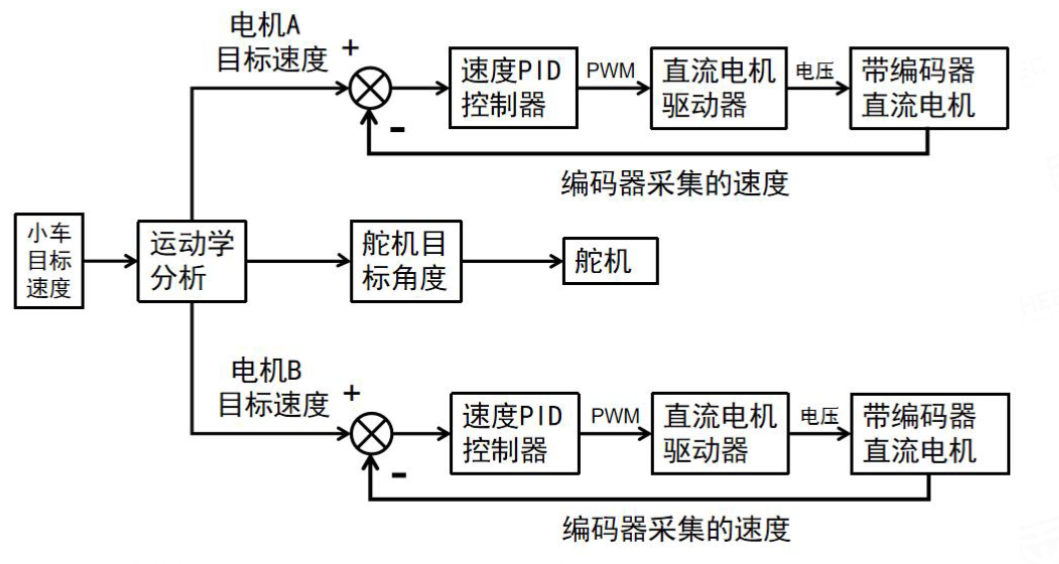 电机A
目标速度
+
速度PID
控制器
PWM
直流电机
驱动器
电压
带编码器
直流电机
-
编码器采集的速度
小车
目标
速度
运动学
分析
舵机目
标角度
舵机
电机B
目标速度
+
速度PID
控制器
PWM
直流电机
驱动器
电压
带编码器
直流电机
-
编码器采集的速度